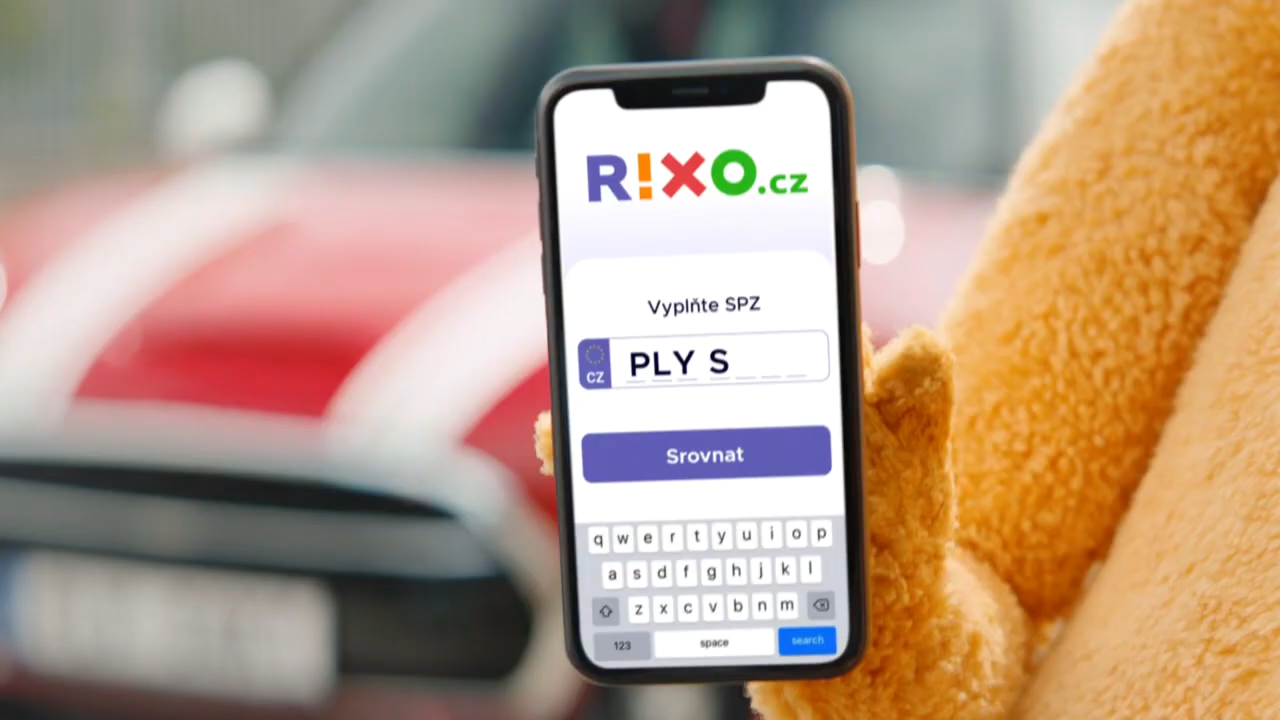 R!XO.cz
Vyplňte SPZ
CZ PLY S
Srovnat
q w e r t y u i o p
a s d f g h j k l
z x c v b n m
123 space search